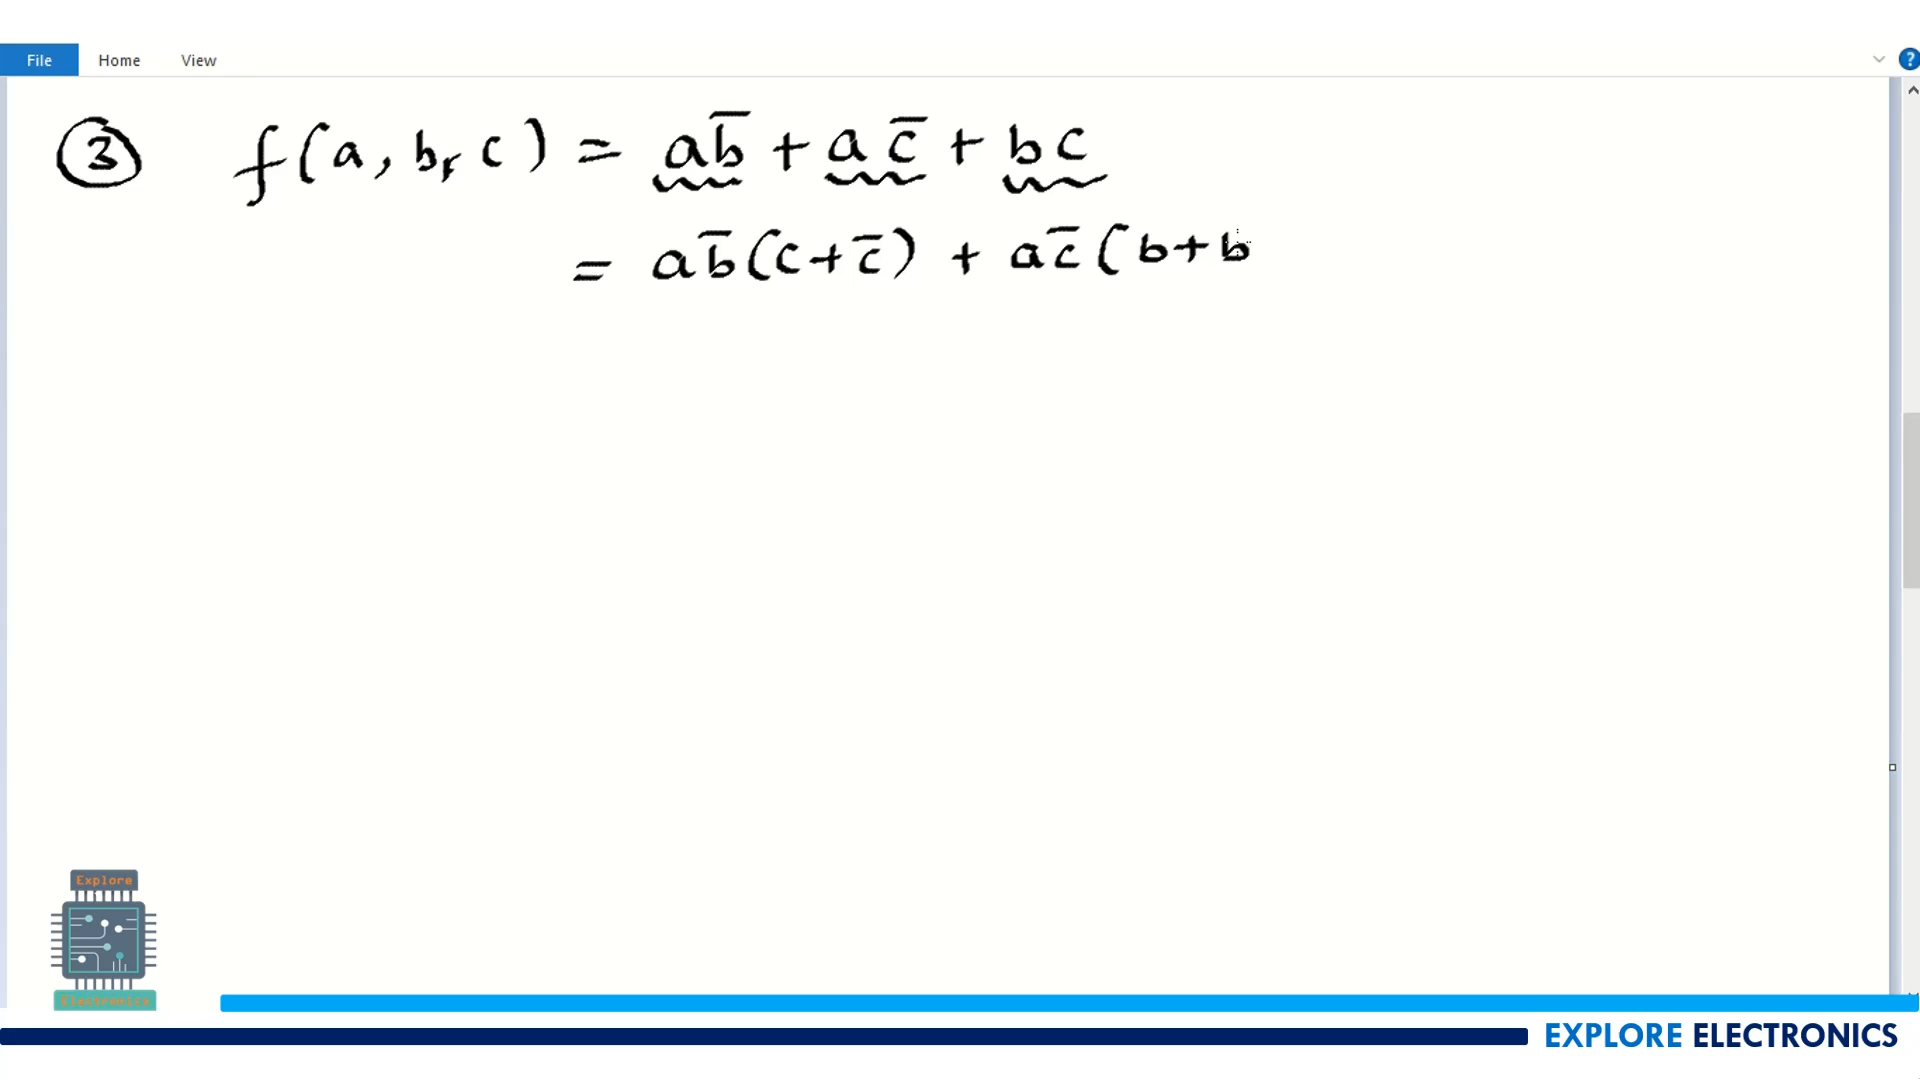 File Home View
③ f(a, b, c) = ab̅ + ac̅ + bc
= ab̅(c+c̅) + ac̅(b+b
Explore
Electronics
EXPLORE ELECTRONICS